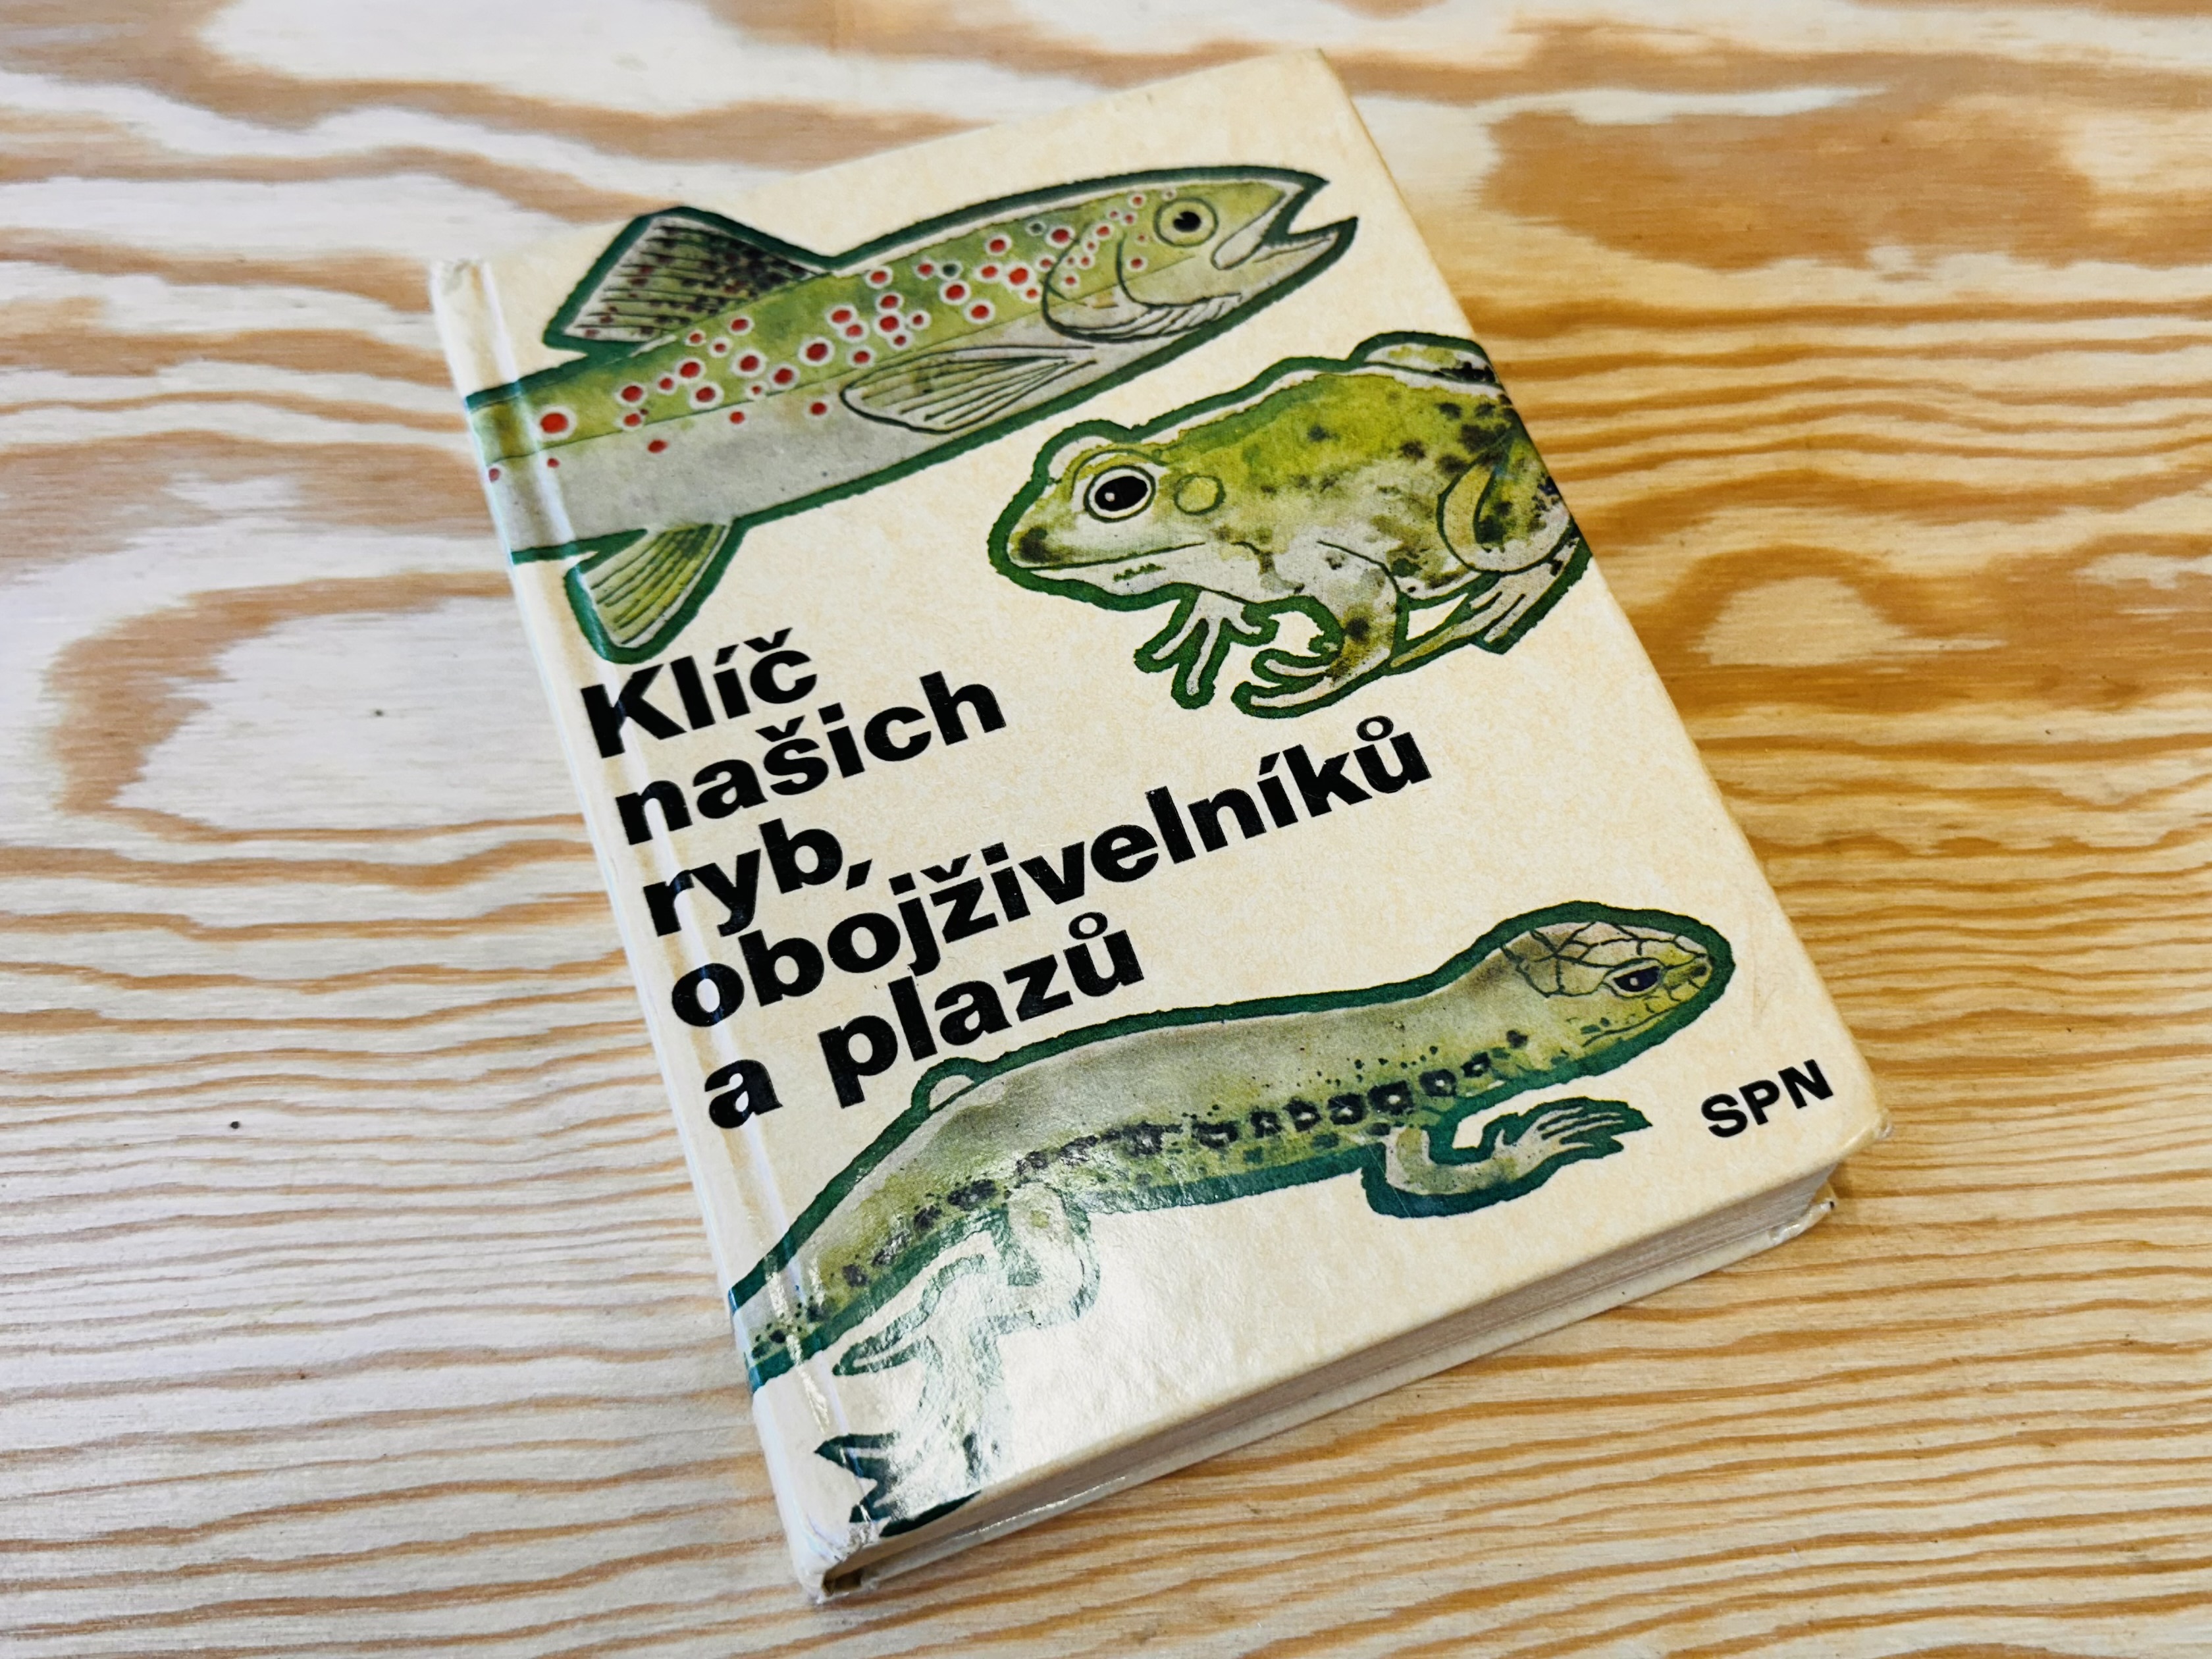 Klíč
našich
ryb,
obojživelníků
a plazů
SPN